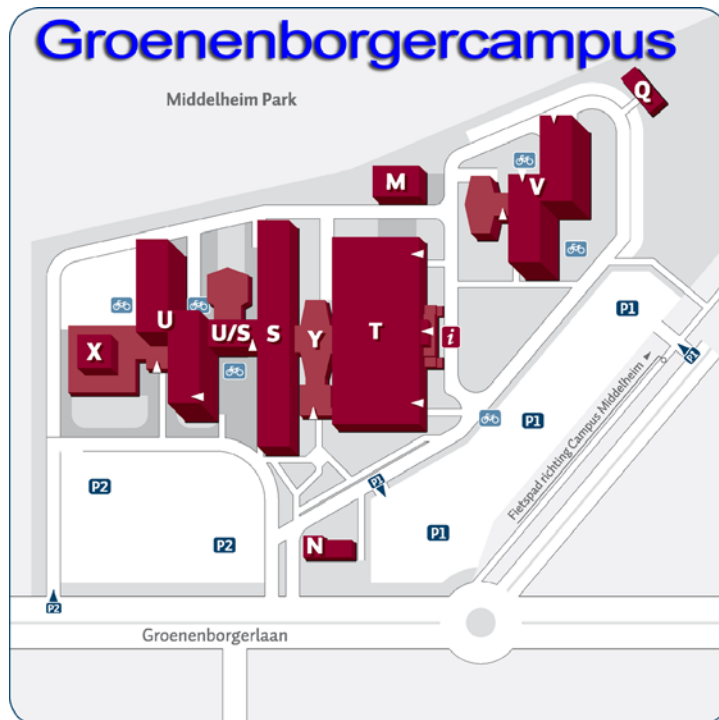 Groenenborgercampus
Middelheim Park
Q
M
V
U
U/S
S
Y
T
X
i
P1
P1
Fietspad richting Campus Middelheim
P1
P1
P1
P2
P2
N
P2
Groenenborgerlaan